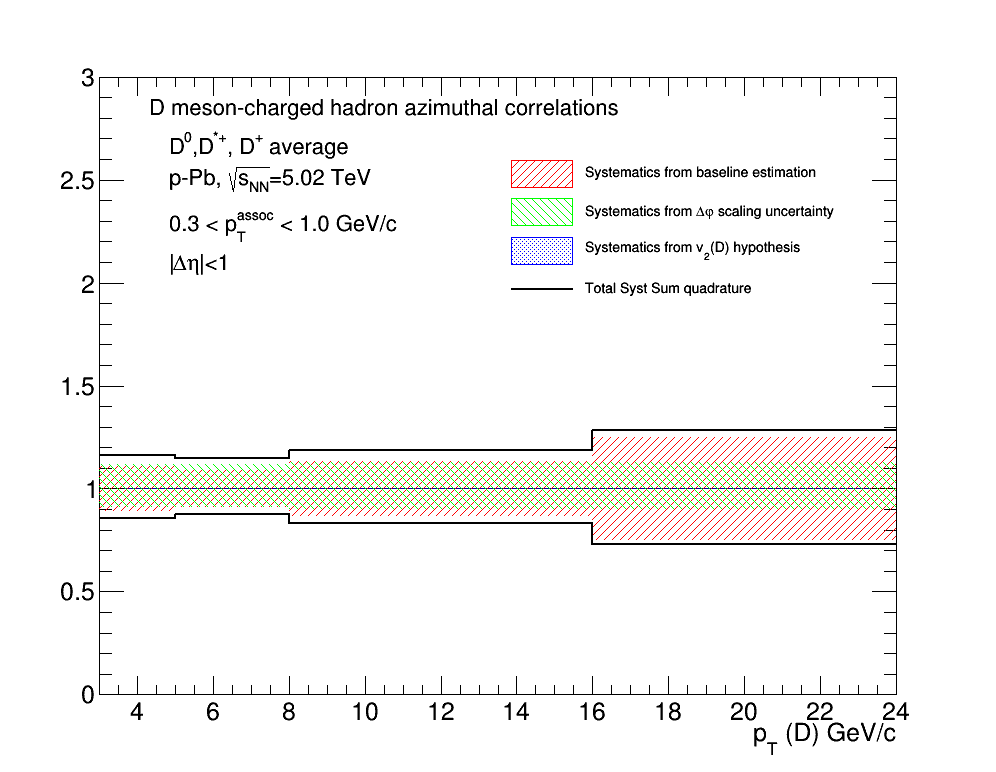 D meson-charged hadron azimuthal correlations
D⁰,D*⁺, D⁺ average
p-Pb, √sNN=5.02 TeV
0.3 < pTassoc < 1.0 GeV/c
|Δη|<1
Systematics from baseline estimation
Systematics from Δφ scaling uncertainty
Systematics from v₂(D) hypothesis
Total Syst Sum quadrature
3
2.5
2
1.5
1
0.5
0
4 6 8 10 12 14 16 18 20 22 24
pT (D) GeV/c